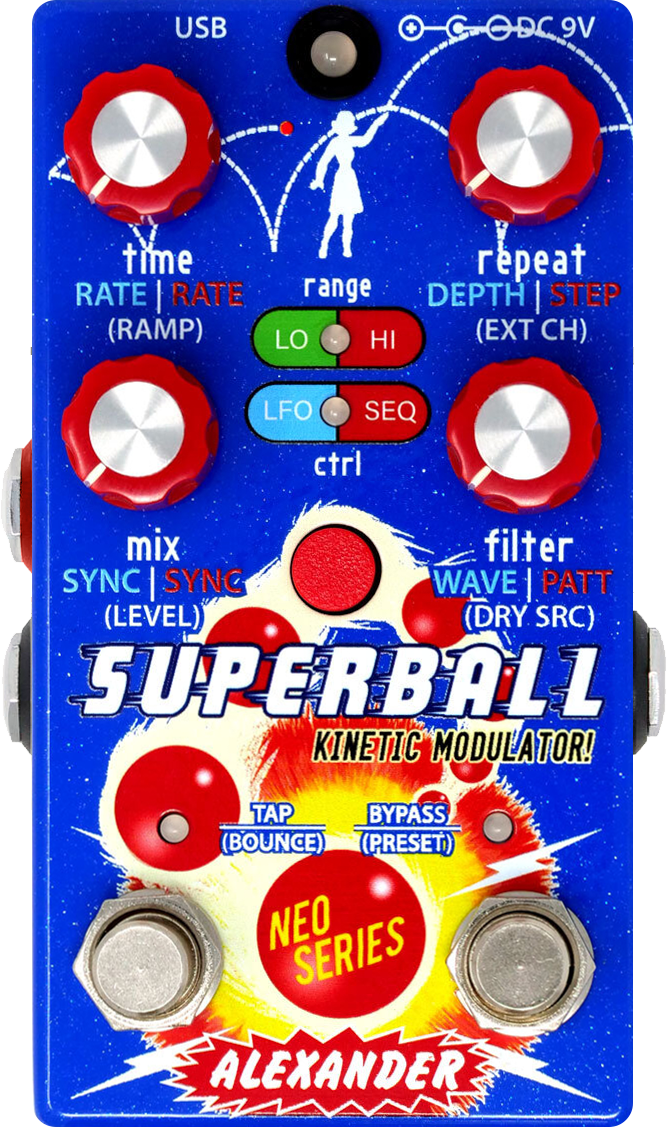 USB
DC 9V
time
RATE | RATE
(RAMP)
repeat
DEPTH | STEP
(EXT CH)
range
LO HI
LFO SEQ
ctrl
mix
SYNC | SYNC
(LEVEL)
filter
WAVE | PATT
(DRY SRC)
SUPERBALL
KINETIC MODULATOR!
TAP
(BOUNCE)
BYPASS
(PRESET)
NEO
SERIES
ALEXANDER